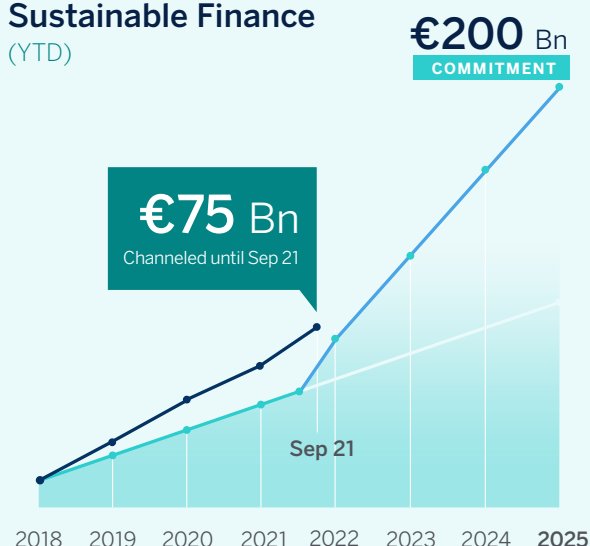 Sustainable Finance
(YTD)
€200 Bn
COMMITMENT
€75 Bn
Channeled until Sep 21
Sep 21
2018 2019 2020 2021 2022 2023 2024 2025